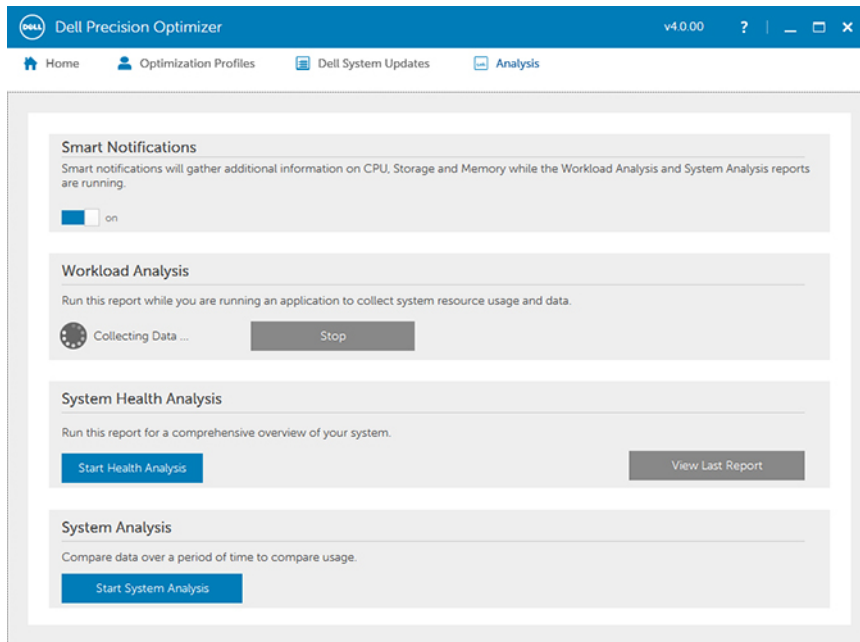 DELL Dell Precision Optimizer v4.0.00 ?
Home Optimization Profiles Dell System Updates Analysis
Smart Notifications
Smart notifications will gather additional information on CPU, Storage and Memory while the Workload Analysis and System Analysis reports
are running.
on
Workload Analysis
Run this report while you are running an application to collect system resource usage and data.
Collecting Data ... Stop
System Health Analysis
Run this report for a comprehensive overview of your system.
Start Health Analysis View Last Report
System Analysis
Compare data over a period of time to compare usage.
Start System Analysis